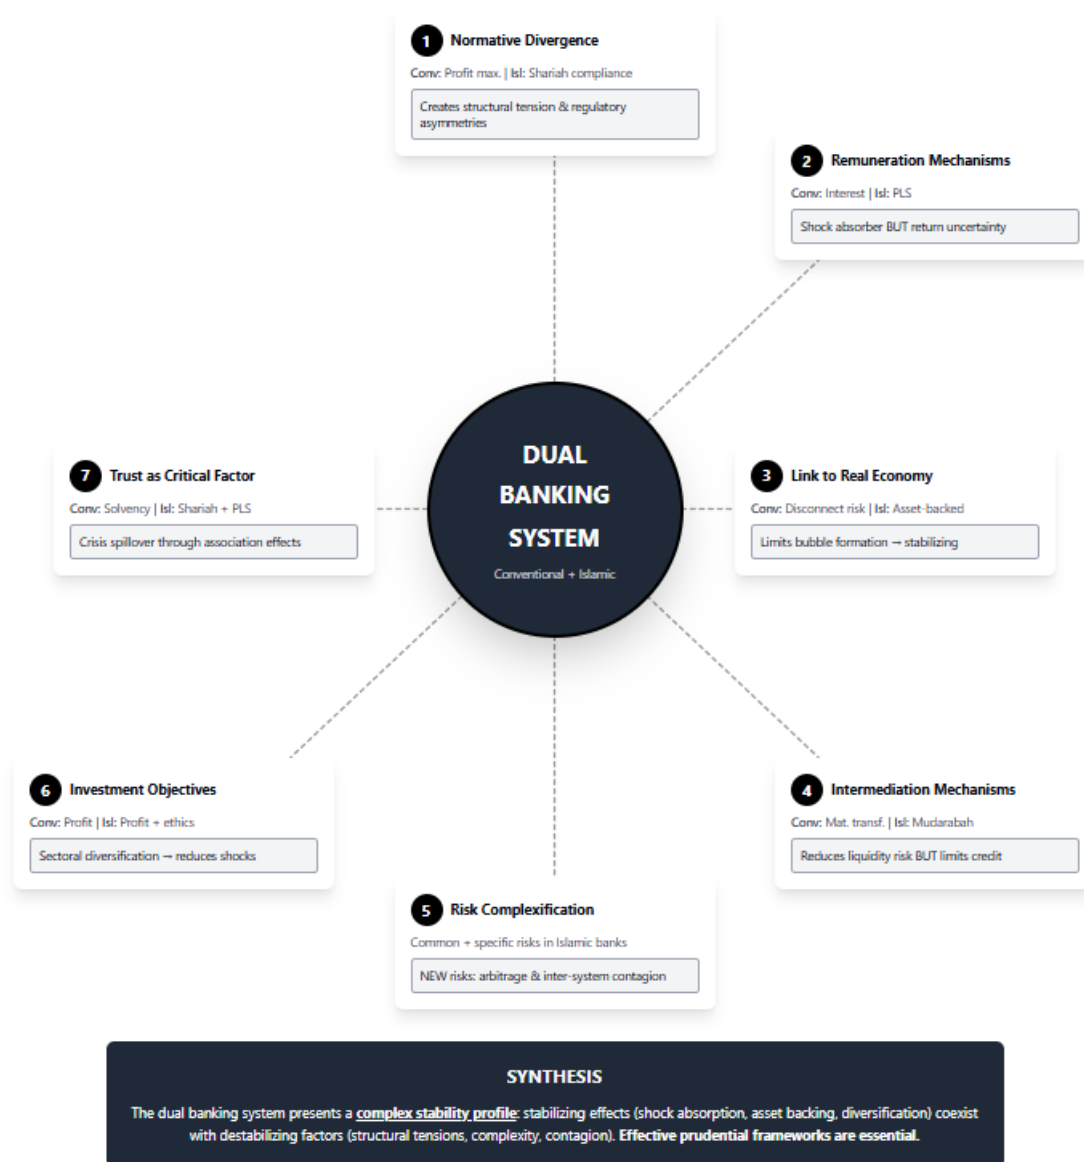 1 Normative Divergence
Conv: Profit max. | Isl: Shariah compliance
Creates structural tension & regulatory
asymmetries
2 Remuneration Mechanisms
Conv: Interest | Isl: PLS
Shock absorber BUT return uncertainty
DUAL
BANKING
SYSTEM
Conventional + Islamic
7 Trust as Critical Factor
Conv: Solvency | Isl: Shariah + PLS
Crisis spillover through association effects
3 Link to Real Economy
Conv: Disconnect risk | Isl: Asset-backed
Limits bubble formation → stabilizing
6 Investment Objectives
Conv: Profit | Isl: Profit + ethics
Sectoral diversification → reduces shocks
4 Intermediation Mechanisms
Conv: Mat. transf. | Isl: Mudarabah
Reduces liquidity risk BUT limits credit
5 Risk Complexification
Common + specific risks in Islamic banks
NEW risks: arbitrage & inter-system contagion
SYNTHESIS
The dual banking system presents a complex stability profile: stabilizing effects (shock absorption, asset backing, diversification) coexist
with destabilizing factors (structural tensions, complexity, contagion). Effective prudential frameworks are essential.